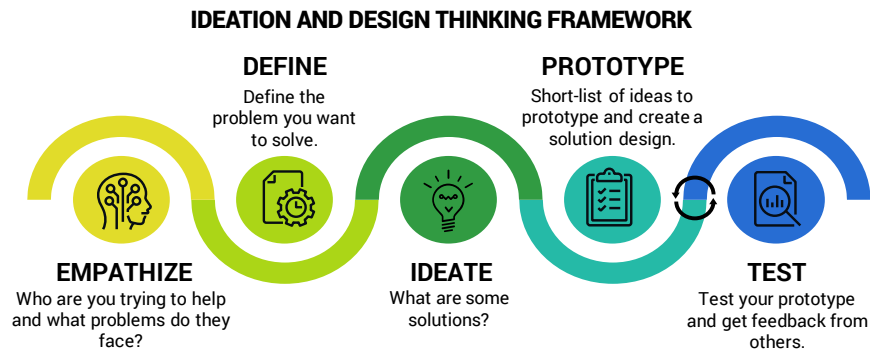 IDEATION AND DESIGN THINKING FRAMEWORK
EMPATHIZE
Who are you trying to help
and what problems do they
face?
DEFINE
Define the
problem you want
to solve.
IDEATE
What are some
solutions?
PROTOTYPE
Short-list of ideas to
prototype and create a
solution design.
TEST
Test your prototype
and get feedback from
others.